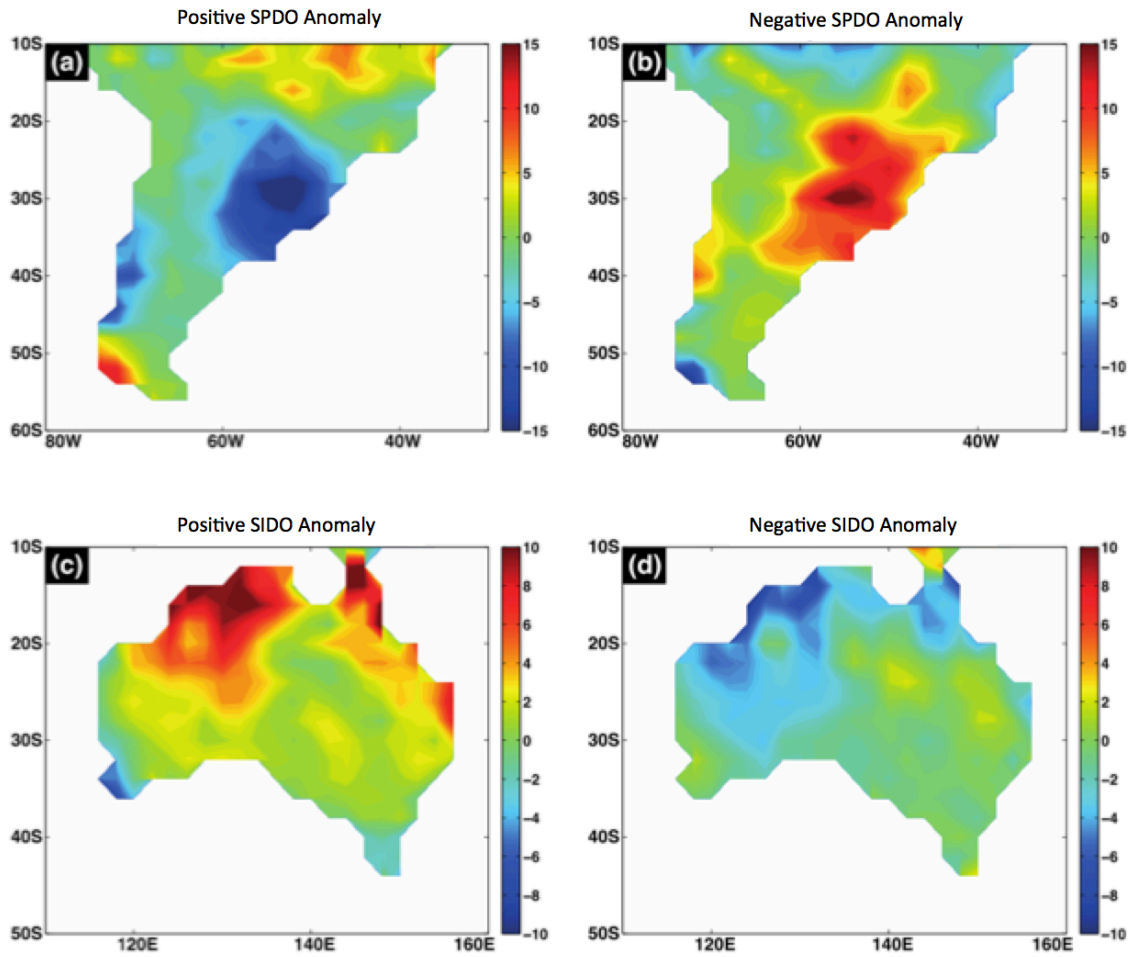 Positive SPDO Anomaly
(a)
10S
20S
30S
40S
50S
60S
80W
60W
40W
15
10
5
0
−5
−10
−15
Negative SPDO Anomaly
(b)
10S
20S
30S
40S
50S
60S
80W
60W
40W
15
10
5
0
−5
−10
−15
Positive SIDO Anomaly
(c)
10S
20S
30S
40S
50S
120E
140E
160E
10
8
6
4
2
0
−2
−4
−6
−8
−10
Negative SIDO Anomaly
(d)
10S
20S
30S
40S
50S
120E
140E
160E
10
8
6
4
2
0
−2
−4
−6
−8
−10